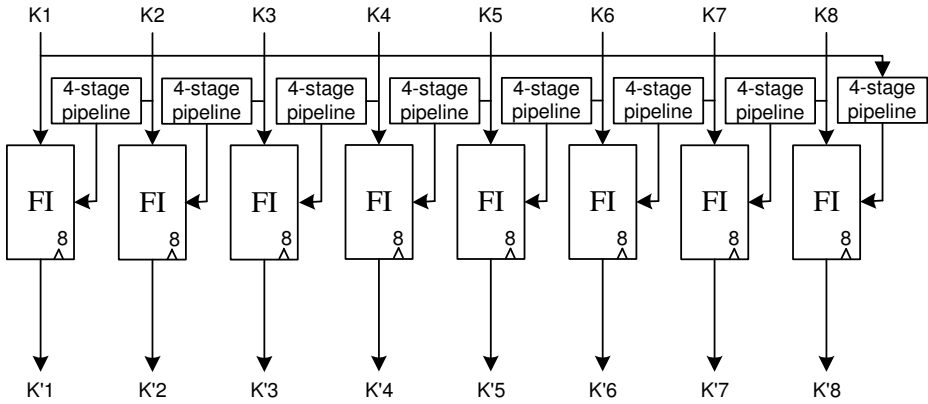 K1 K2 K3 K4 K5 K6 K7 K8
4-stage pipeline
4-stage pipeline
4-stage pipeline
4-stage pipeline
4-stage pipeline
4-stage pipeline
4-stage pipeline
4-stage pipeline
FI FI FI FI FI FI FI FI
8 8 8 8 8 8 8 8
K'1 K'2 K'3 K'4 K'5 K'6 K'7 K'8